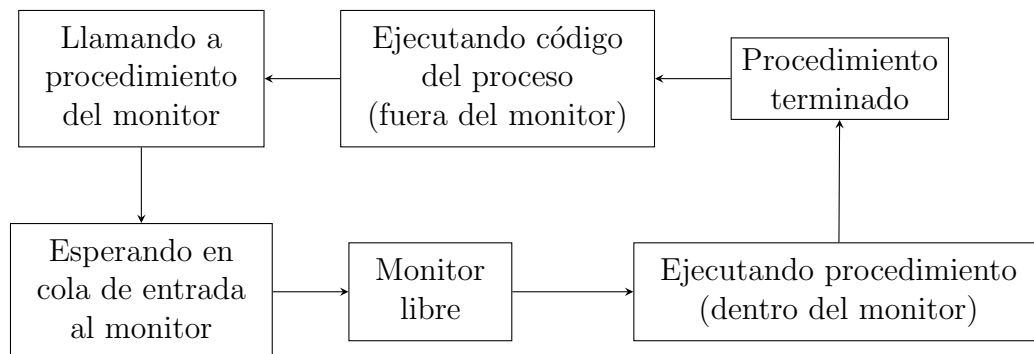 Llamando a
procedimiento
del monitor
Ejecutando código
del proceso
(fuera del monitor)
Procedimiento
terminado
Esperando en
cola de entrada
al monitor
Monitor
libre
Ejecutando procedimiento
(dentro del monitor)